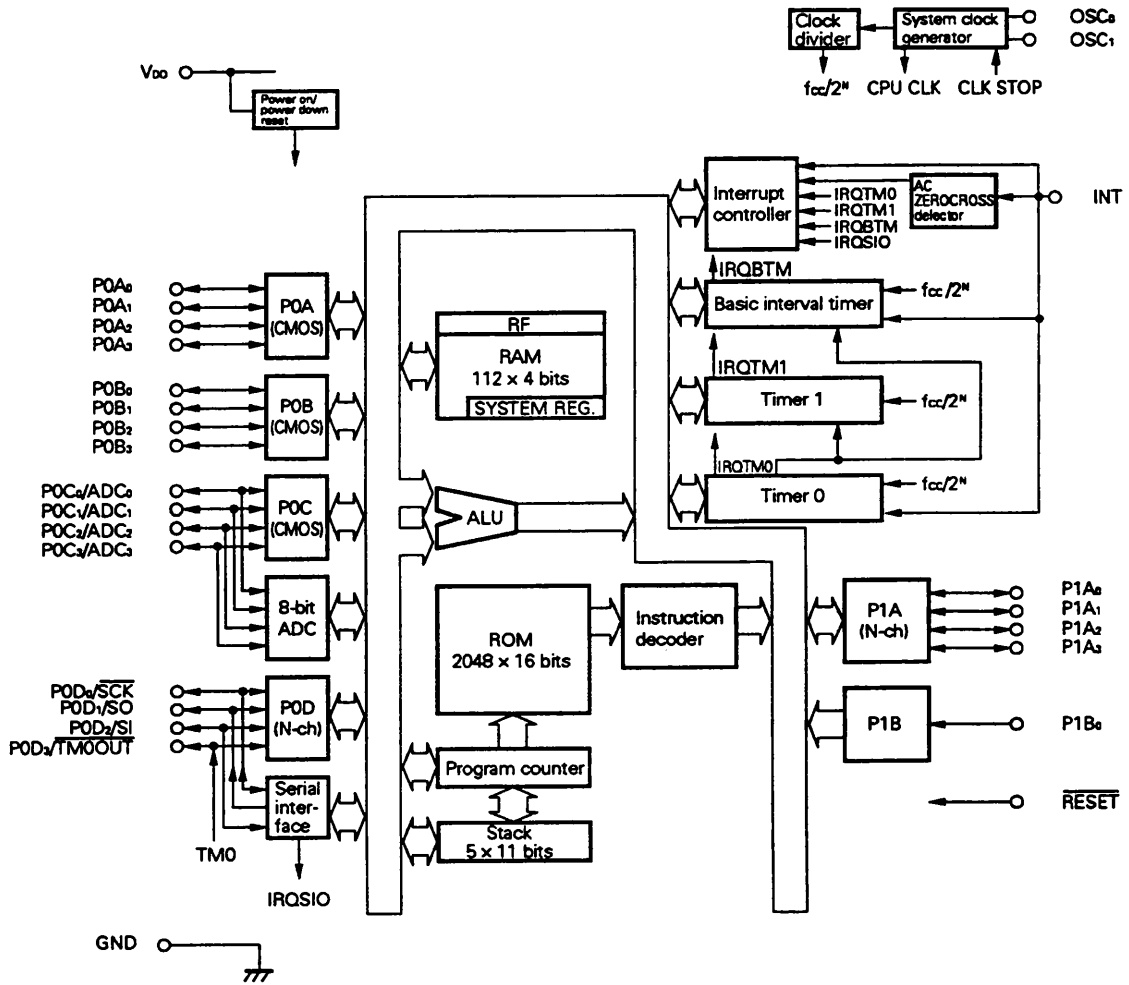 Clock
divider
System clock
generator
OSC₀
OSC₁
fcc/2ᴺ
CPU CLK
CLK STOP
VDD
Power on/
power down
reset
Interrupt
controller
IRQTM0
IRQTM1
IRQBTM
IRQSIO
AC
ZEROCROSS
detector
INT
IRQBTM
Basic interval timer
fcc/2ᴺ
IRQTM1
Timer 1
fcc/2ᴺ
IRQTM0
Timer 0
fcc/2ᴺ
P0A₀
P0A₁
P0A₂
P0A₃
P0A
(CMOS)
P0B₀
P0B₁
P0B₂
P0B₃
P0B
(CMOS)
P0C₀/ADC₀
P0C₁/ADC₁
P0C₂/ADC₂
P0C₃/ADC₃
P0C
(CMOS)
8-bit
ADC
P0D₀/S̅C̅K̅
P0D₁/SO
P0D₂/SI
P0D₃/T̅M̅0̅O̅U̅T̅
P0D
(N-ch)
Serial
inter-
face
TM0
IRQSIO
GND
RF
RAM
112 × 4 bits
SYSTEM REG.
ALU
ROM
2048 × 16 bits
Instruction
decoder
Program counter
Stack
5 × 11 bits
P1A
(N-ch)
P1A₀
P1A₁
P1A₂
P1A₃
P1B
P1B₀
R̅E̅S̅E̅T̅